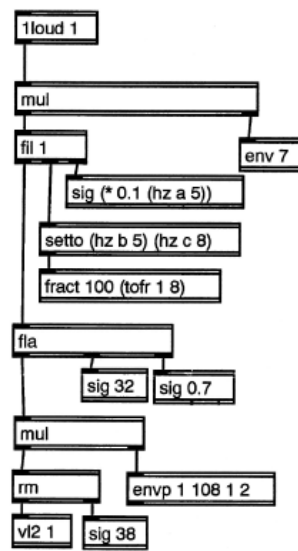 1loud 1
mul
fil 1
env 7
sig (* 0.1 (hz a 5))
setto (hz b 5) (hz c 8)
fract 100 (tofr 1 8)
fla
sig 32
sig 0.7
mul
rm
envp 1 108 1 2
vl2 1
sig 38